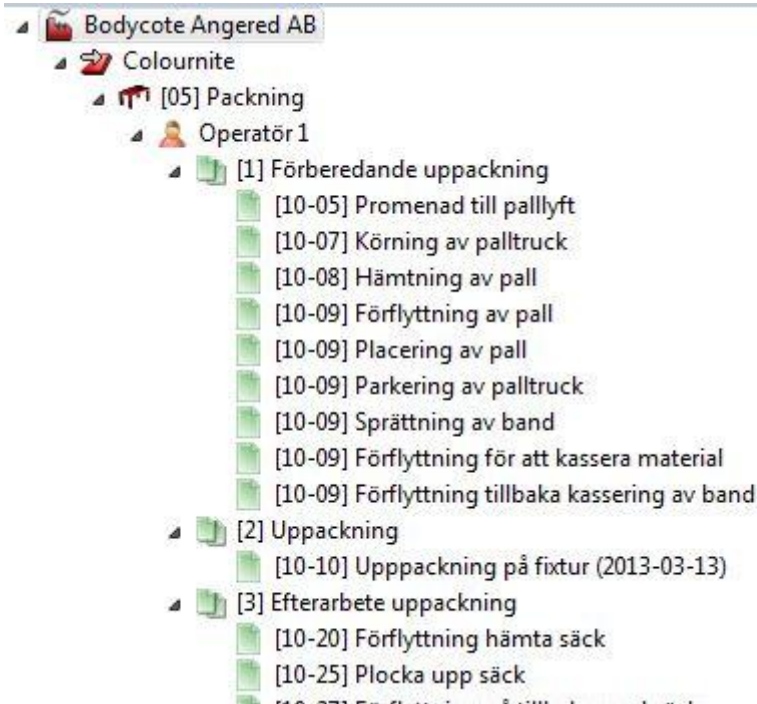 Bodycote Angered AB
Colournite
[05] Packning
Operatör 1
[1] Förberedande uppackning
[10-05] Promenad till palllyft
[10-07] Körning av palltruck
[10-08] Hämtning av pall
[10-09] Förflyttning av pall
[10-09] Placering av pall
[10-09] Parkering av palltruck
[10-09] Sprättning av band
[10-09] Förflyttning för att kassera material
[10-09] Förflyttning tillbaka kassering av band
[2] Uppackning
[10-10] Upppackning på fixtur (2013-03-13)
[3] Efterarbete uppackning
[10-20] Förflyttning hämta säck
[10-25] Plocka upp säck